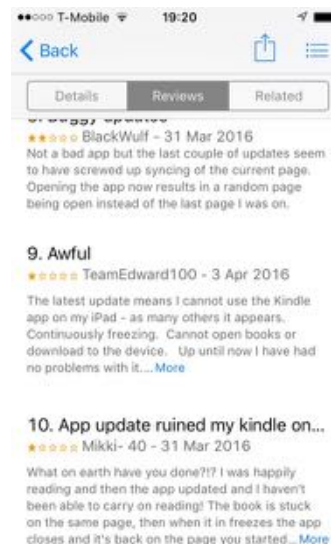 T-Mobile 19:20
Back
Details Reviews Related
8. Buggy updates
BlackWulf - 31 Mar 2016
Not a bad app but the last couple of updates seem
to have screwed up syncing of the current page.
Opening the app now results in a random page
being open instead of the last page I was on.
9. Awful
TeamEdward100 - 3 Apr 2016
The latest update means I cannot use the Kindle
app on my iPad - as many others it appears.
Continuously freezing. Cannot open books or
download to the device. Up until now I have had
no problems with it....More
10. App update ruined my kindle on...
Mikki- 40 - 31 Mar 2016
What on earth have you done?!? I was happily
reading and then the app updated and I haven't
been able to carry on reading! The book is stuck
on the same page, then when it in freezes the app
closes and it's back on the page you started...More